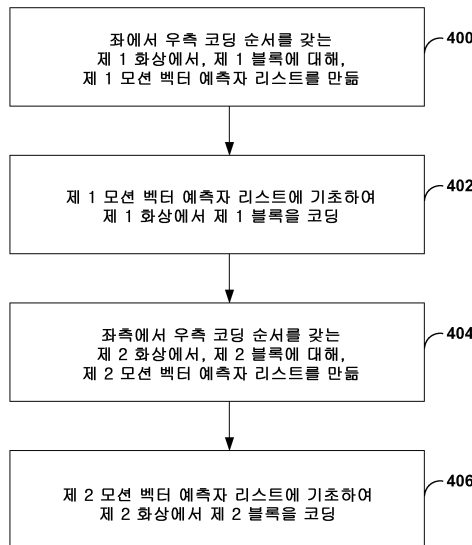 좌에서 우측 코딩 순서를 갖는
제 1 화상에서, 제 1 블록에 대해,
제 1 모션 벡터 예측자 리스트를 만듦
400
제 1 모션 벡터 예측자 리스트에 기초하여
제 1 화상에서 제 1 블록을 코딩
402
좌측에서 우측 코딩 순서를 갖는
제 2 화상에서, 제 2 블록에 대해,
제 2 모션 벡터 예측자 리스트를 만듦
404
제 2 모션 벡터 예측자 리스트에 기초하여
제 2 화상에서 제 2 블록을 코딩
406